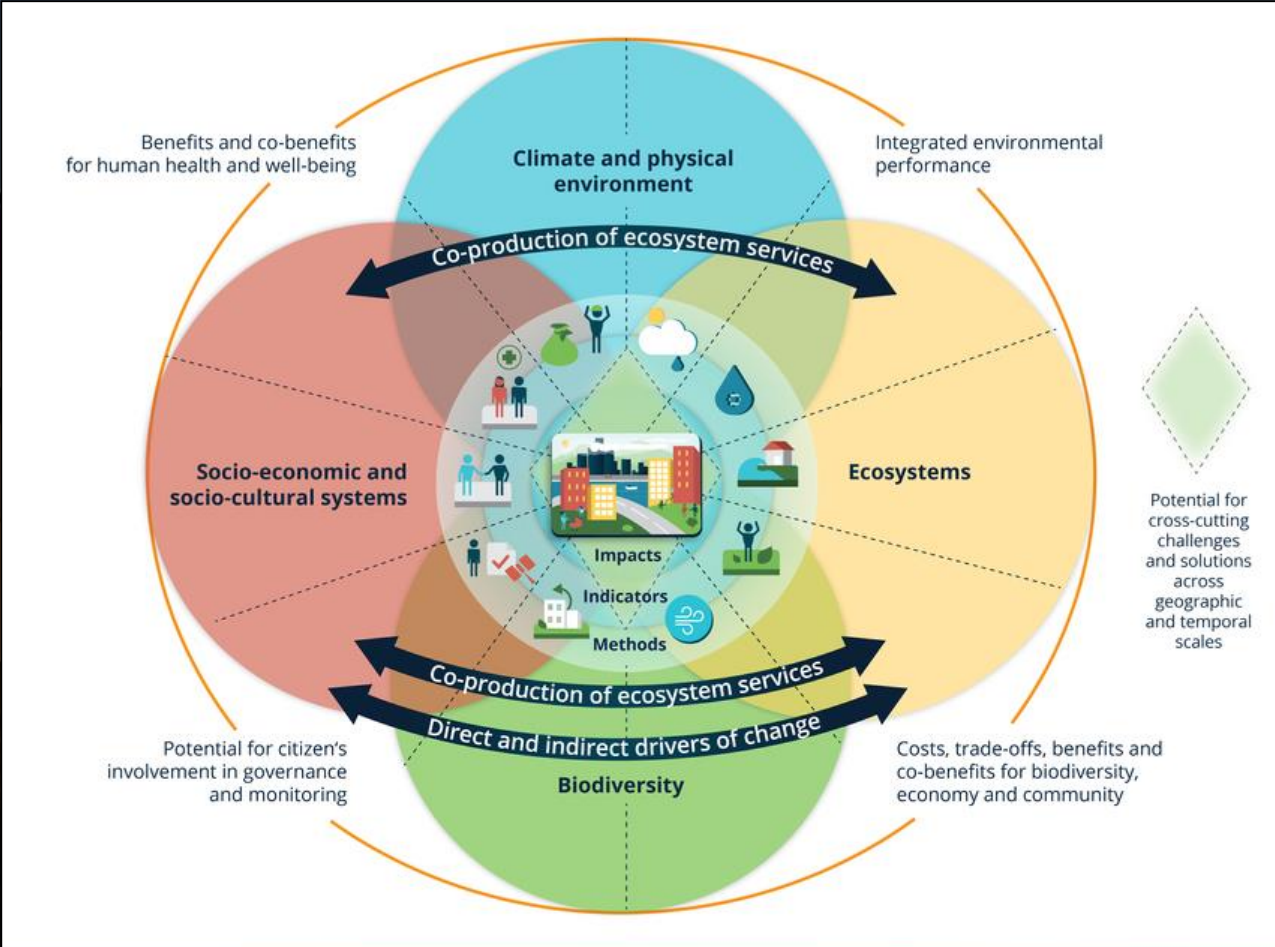 Benefits and co-benefits
for human health and well-being
Integrated environmental
performance
Climate and physical
environment
Co-production of ecosystem services
Socio-economic and
socio-cultural systems
Ecosystems
Impacts
Indicators
Methods
Co-production of ecosystem services
Direct and indirect drivers of change
Biodiversity
Potential for citizen's
involvement in governance
and monitoring
Costs, trade-offs, benefits and
co-benefits for biodiversity,
economy and community
Potential for
cross-cutting
challenges
and solutions
across
geographic
and temporal
scales